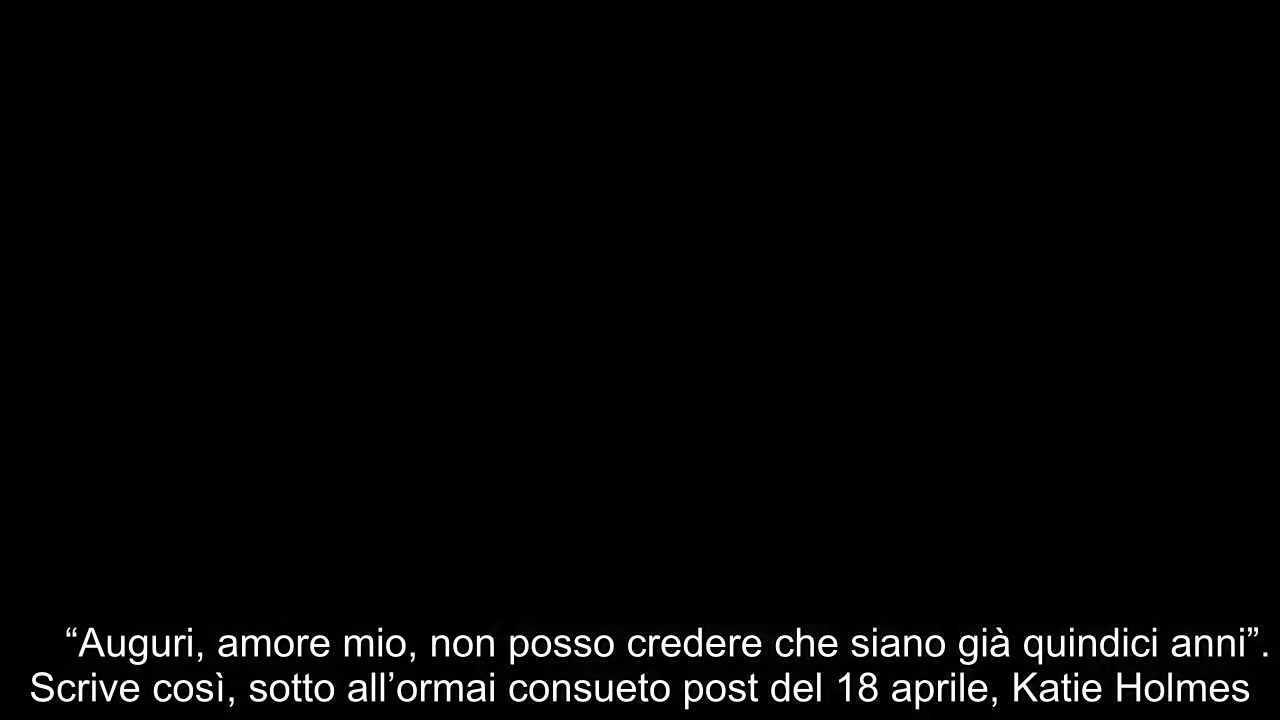 “Auguri, amore mio, non posso credere che siano già quindici anni”.
Scrive così, sotto all’ormai consueto post del 18 aprile, Katie Holmes